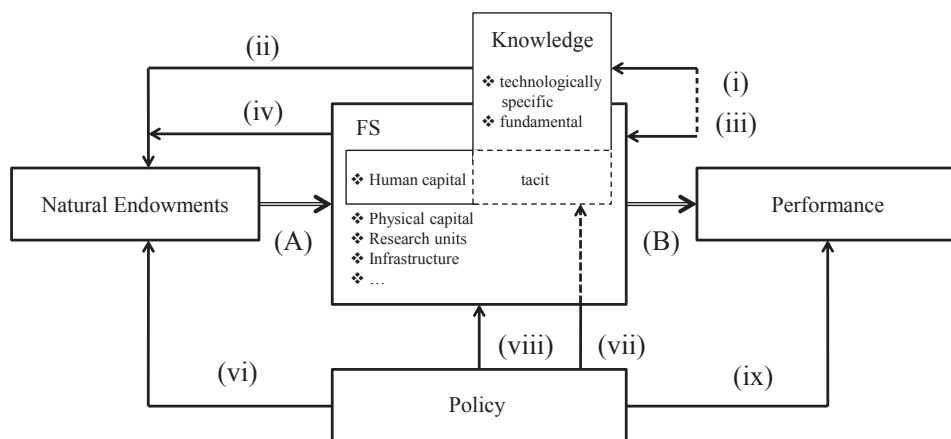 Knowledge
(ii)
❖ technologically
specific
❖ fundamental
(i)
(iii)
(iv)
FS
❖ Human capital
tacit
Natural Endowments
Performance
(A)
(B)
❖ Physical capital
❖ Research units
❖ Infrastructure
❖ …
(viii)
(vii)
(vi)
(ix)
Policy